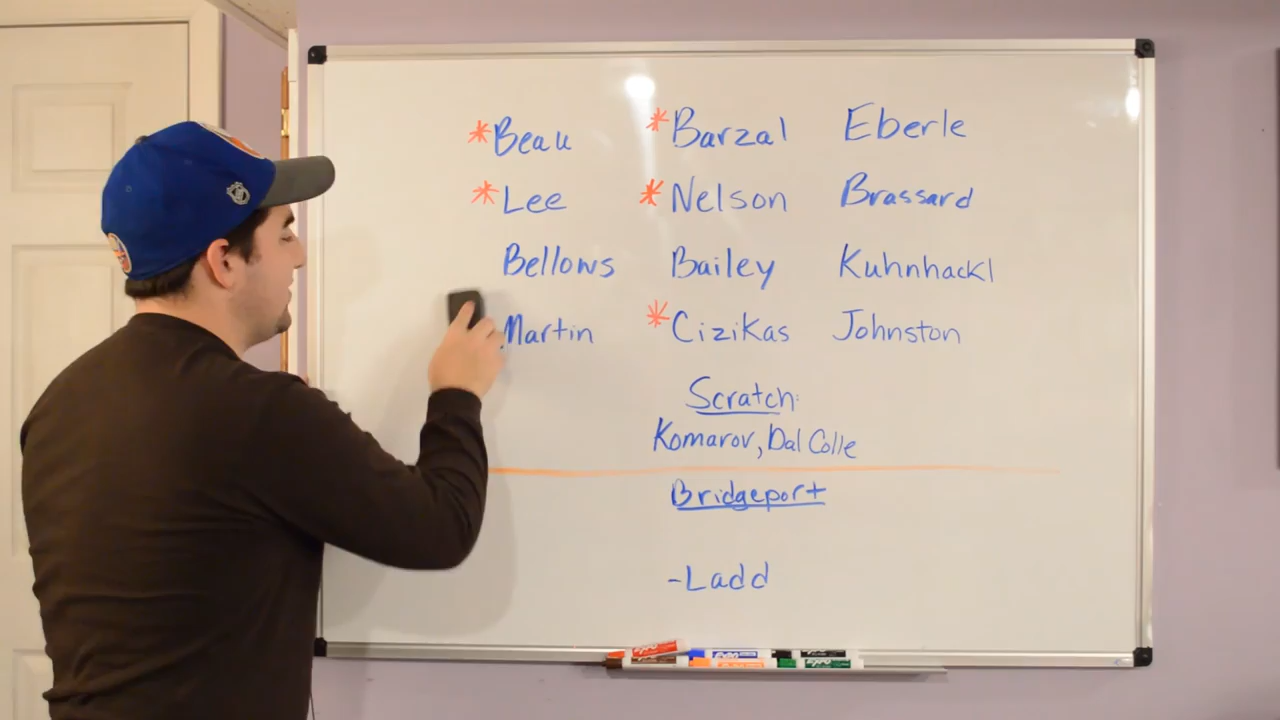 *Beau *Barzal Eberle
*Lee *Nelson Brassard
Bellows Bailey Kuhnhackl
Martin *Cizikas Johnston
Scratch:
Komarov, Dal Colle
Bridgeport
-Ladd